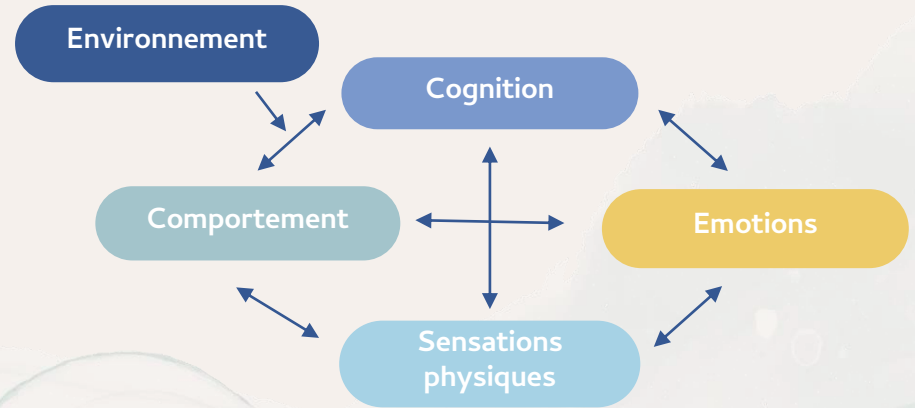 Environnement
Cognition
Comportement
Emotions
Sensations
physiques